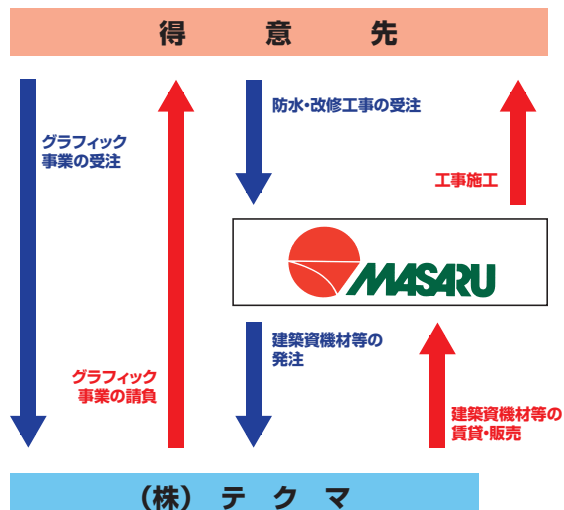 得意先
グラフィック
事業の受注
防水・改修工事の受注
工事施工
MASARU
グラフィック
事業の請負
建築資機材等の
発注
建築資機材等の
賃貸・販売
(株)テクマ